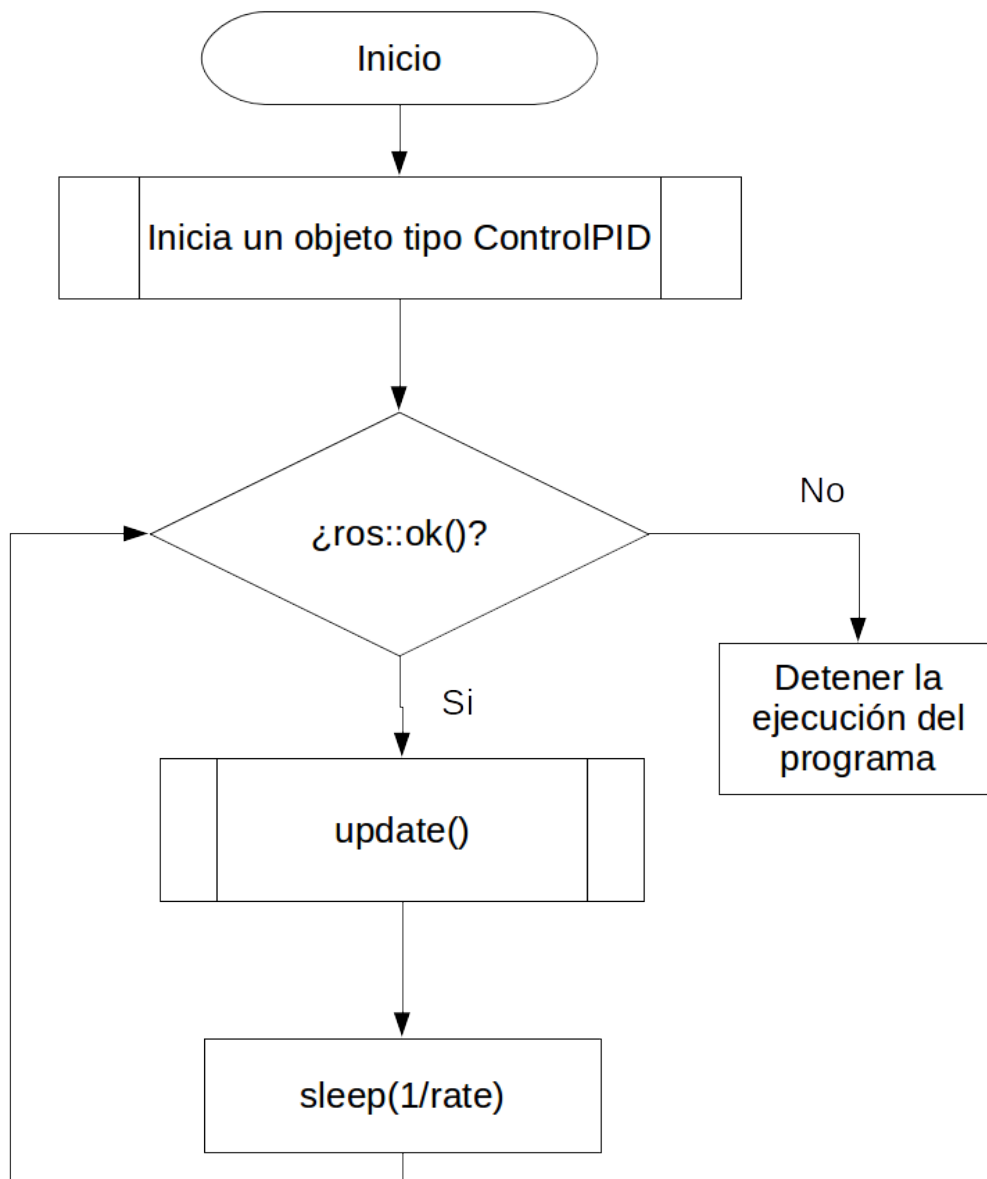 Inicio
Inicia un objeto tipo ControlPID
¿ros::ok()?
No
Si
Detener la
ejecución del
programa
update()
sleep(1/rate)